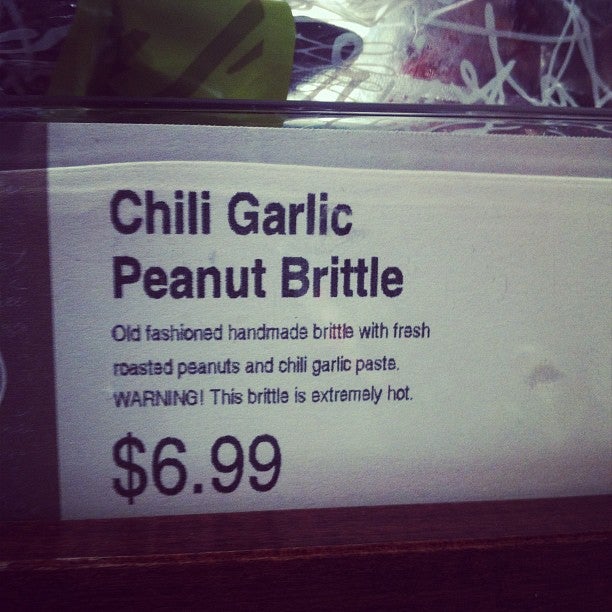 Chili Garlic
Peanut Brittle
Old fashioned handmade brittle with fresh
roasted peanuts and chili garlic paste.
WARNING! This brittle is extremely hot.
$6.99